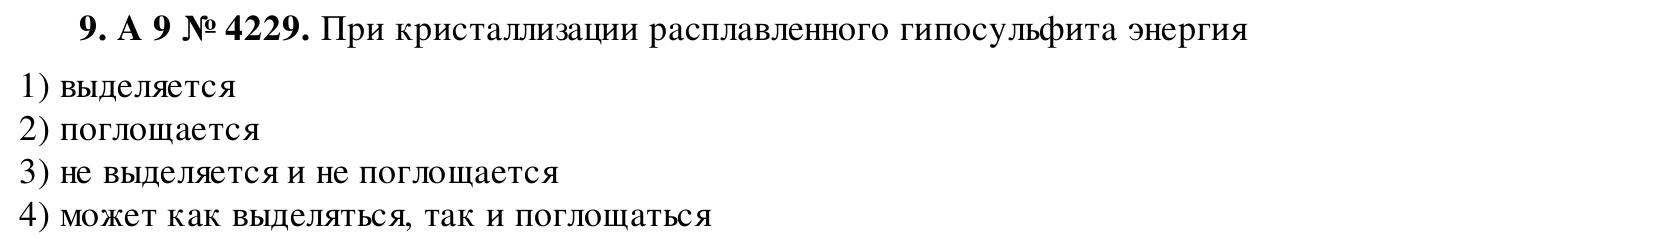 9. А 9 № 4229. При кристаллизации расплавленного гипосульфита энергия
1) выделяется
2) поглощается
3) не выделяется и не поглощается
4) может как выделяться, так и поглощаться